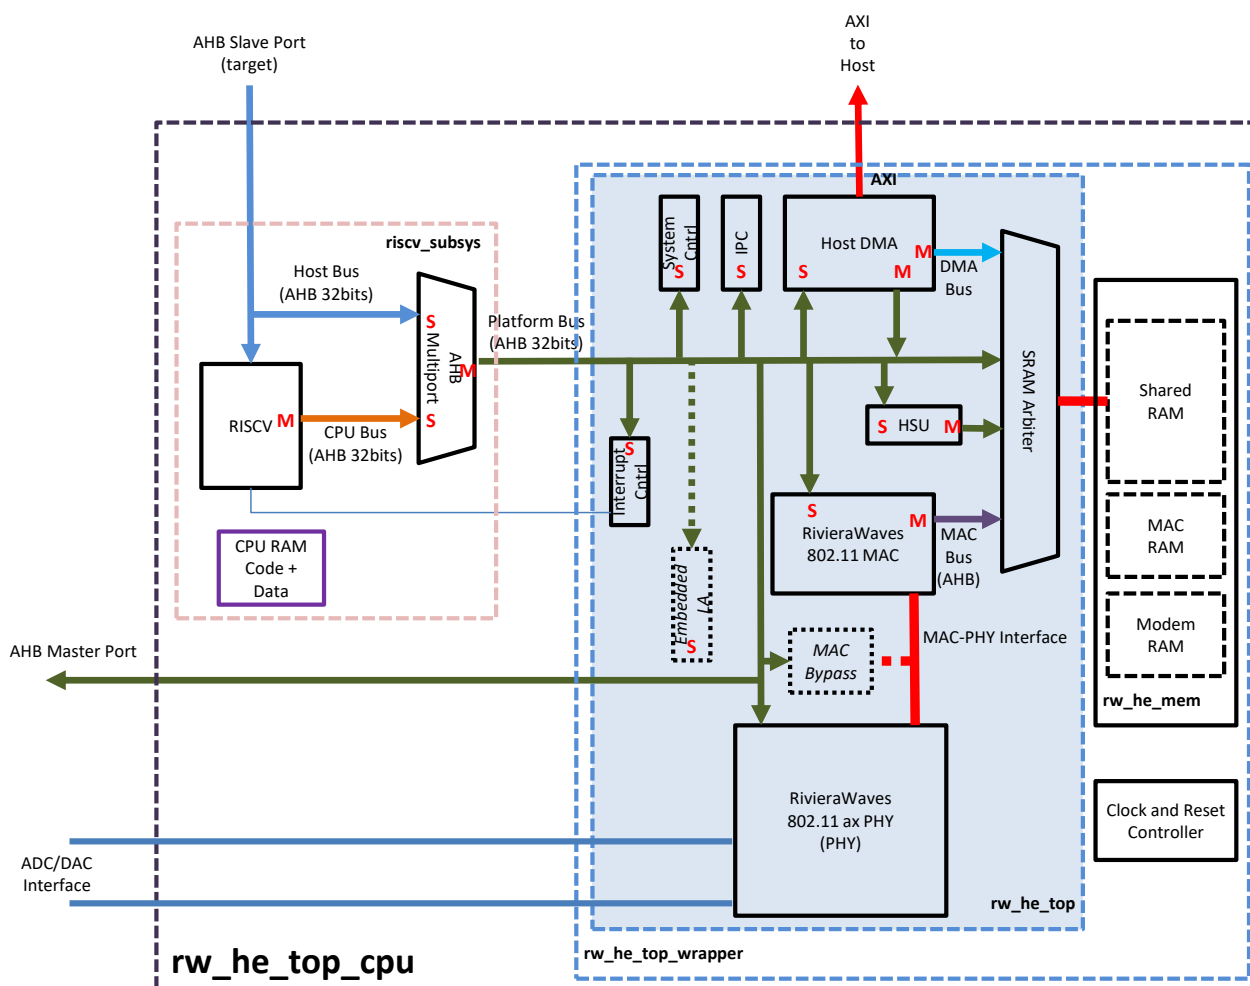 AXI
to
Host
AHB Slave Port
(target)
AXI
riscv_subsys
System
Cntrl
S
IPC
S
Host DMA
S
M
M
DMA
Bus
Host Bus
(AHB 32bits)
S
Multiport
AHB
M
S
Platform Bus
(AHB 32bits)
SRAM Arbiter
Shared
RAM
RISCV
M
CPU Bus
(AHB 32bits)
S
HSU
M
S
Interrupt
Cntrl
S
M
RivieraWaves
802.11 MAC
MAC
Bus
(AHB)
MAC
RAM
CPU RAM
Code +
Data
Embedded
LA
S
MAC-PHY Interface
Modem
RAM
AHB Master Port
MAC
Bypass
rw_he_mem
RivieraWaves
802.11 ax PHY
(PHY)
Clock and Reset
Controller
ADC/DAC
Interface
rw_he_top
rw_he_top_wrapper
rw_he_top_cpu